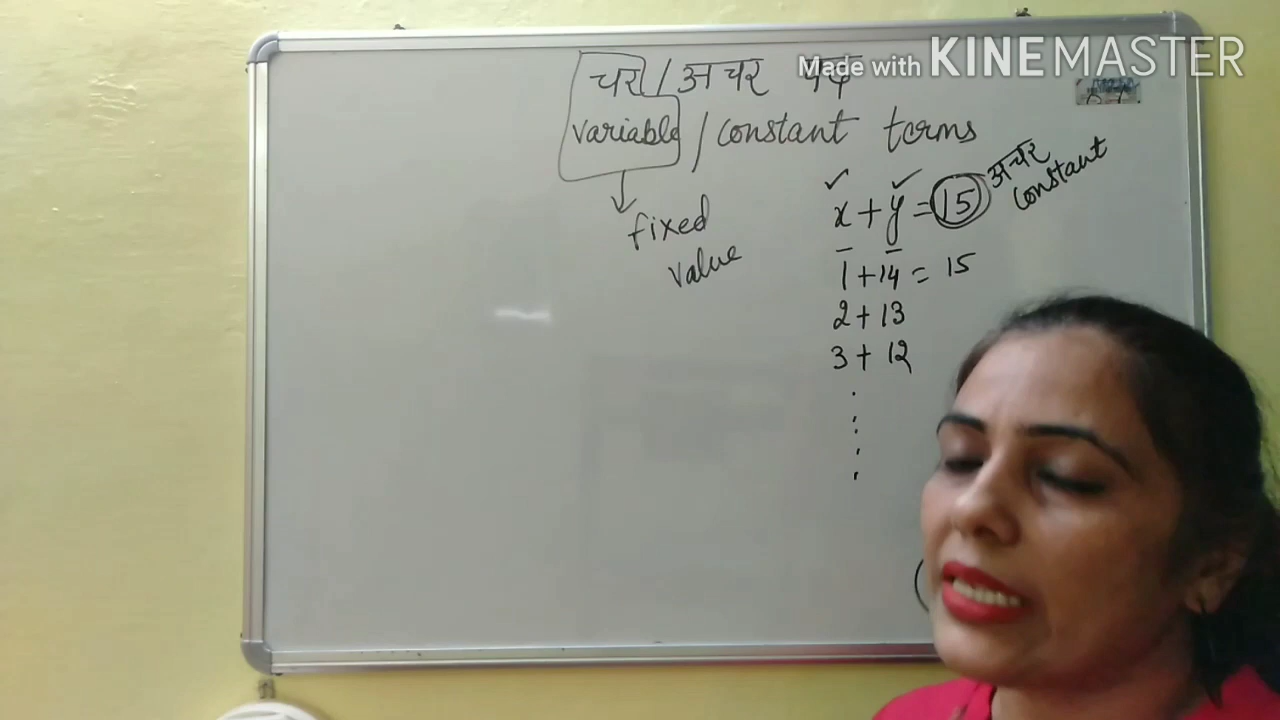 Made with KINEMASTER
चर / अचर पद
variable / constant terms
fixed
value
x + y = 15
अचर
constant
1 + 14 = 15
2 + 13
3 + 12